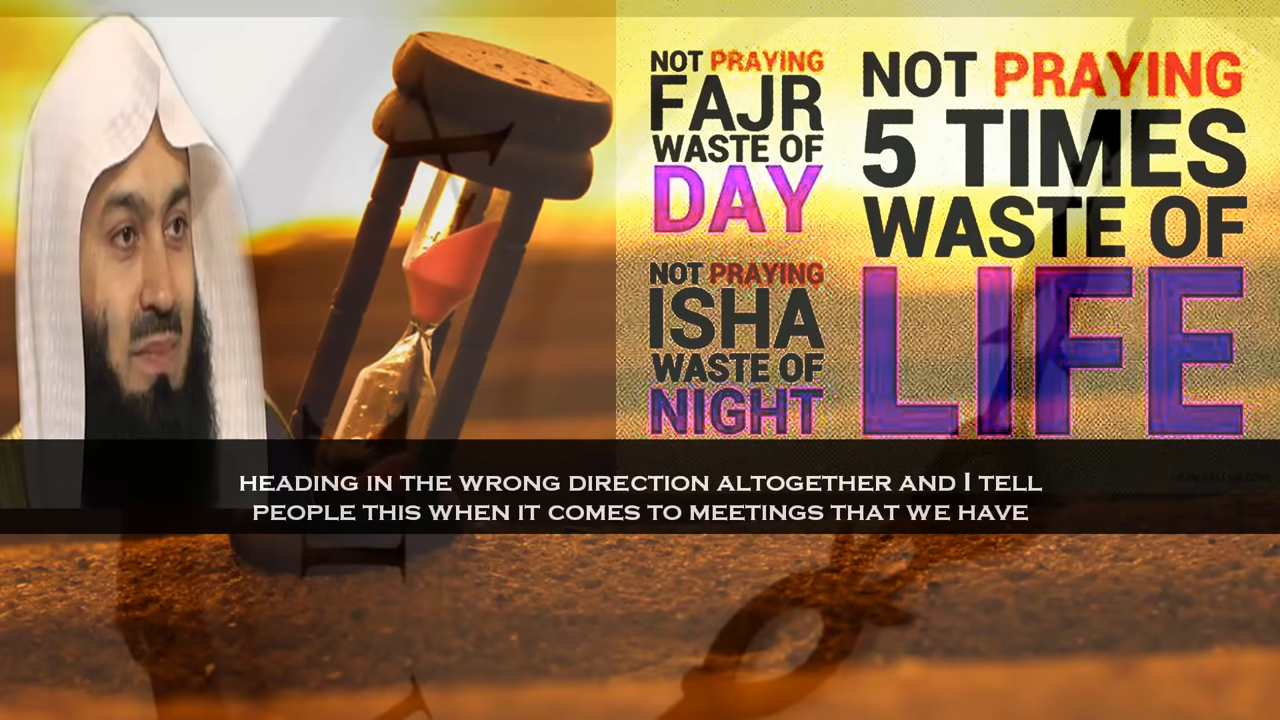 NOT PRAYING
FAJR
WASTE OF
DAY
NOT PRAYING
ISHA
WASTE OF
NIGHT
NOT PRAYING
5 TIMES
WASTE OF
LIFE
HEADING IN THE WRONG DIRECTION ALTOGETHER AND I TELL
PEOPLE THIS WHEN IT COMES TO MEETINGS THAT WE HAVE